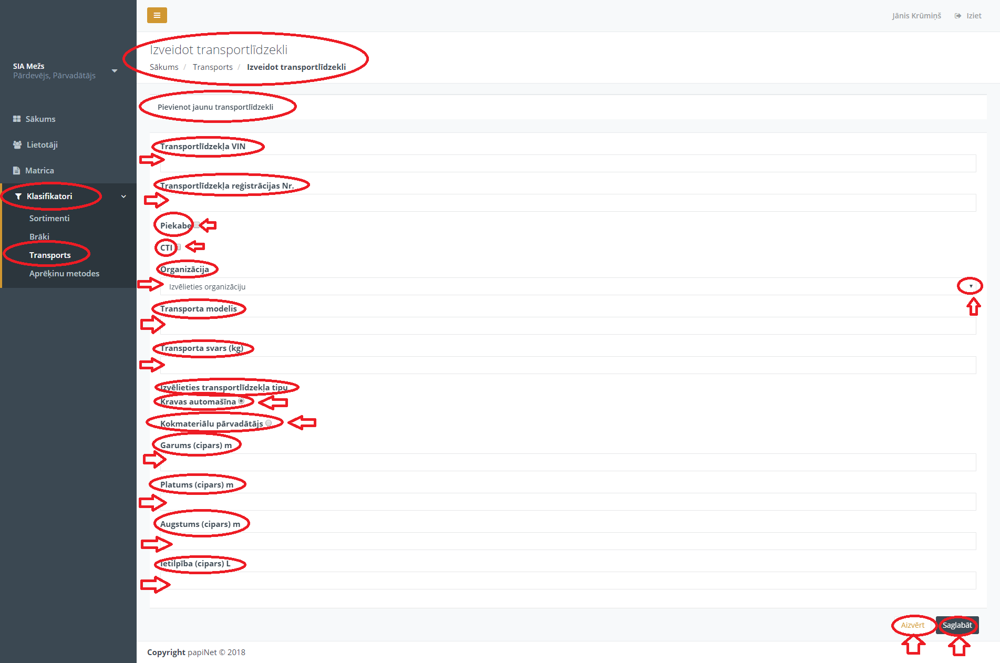 Jānis Krūmiņš
Iziet
SIA Mežs
Pārdevējs, Pārvadātājs
Sākums
Lietotāji
Matrica
Klasifikatori
Sortimenti
Brāki
Transports
Aprēķinu metodes
Izveidot transportlīdzekli
Sākums / Transports / Izveidot transportlīdzekli
Pievienot jaunu transportlīdzekli
Transportlīdzekļa VIN
Transportlīdzekļa reģistrācijas Nr.
Piekabe
CTI
Organizācija
Izvēlieties organizāciju
Transporta modelis
Transporta svars (kg)
Izvēlieties transportlīdzekļa tipu
Kravas automašīna
Kokmateriālu pārvadātājs
Garums (cipars) m
Platums (cipars) m
Augstums (cipars) m
Ietilpība (cipars) L
Aizvērt
Saglabāt
Copyright papiNet © 2018